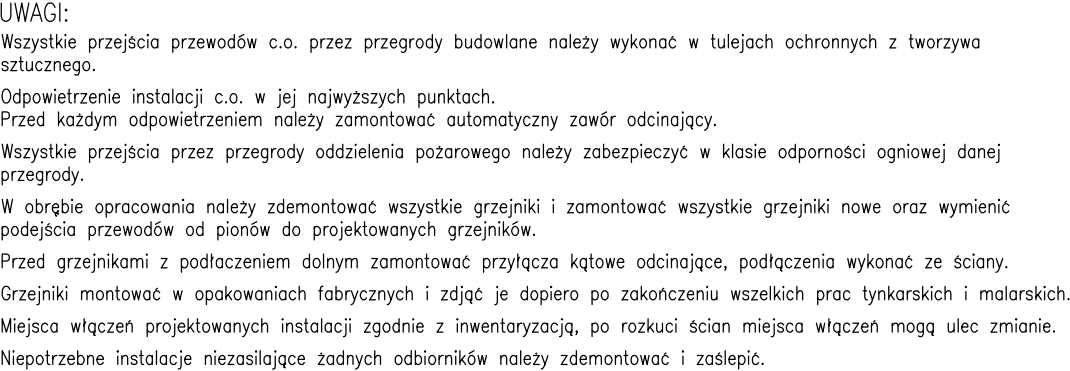 UWAGI:
Wszystkie przejścia przewodów c.o. przez przegrody budowlane należy wykonać w tulejach ochronnych z tworzywa
sztucznego.
Odpowietrzenie instalacji c.o. w jej najwyższych punktach.
Przed każdym odpowietrzeniem należy zamontować automatyczny zawór odcinający.
Wszystkie przejścia przez przegrody oddzielenia pożarowego należy zabezpieczyć w klasie odporności ogniowej danej
przegrody.
W obrębie opracowania należy zdemontować wszystkie grzejniki i zamontować wszystkie grzejniki nowe oraz wymienić
podejścia przewodów od pionów do projektowanych grzejników.
Przed grzejnikami z podłaczeniem dolnym zamontować przyłącza kątowe odcinające, podłączenia wykonać ze ściany.
Grzejniki montować w opakowaniach fabrycznych i zdjąć je dopiero po zakończeniu wszelkich prac tynkarskich i malarskich.
Miejsca włączeń projektowanych instalacji zgodnie z inwentaryzacją, po rozkuci ścian miejsca włączeń mogą ulec zmianie.
Niepotrzebne instalacje niezasilające żadnych odbiorników należy zdemontować i zaślepić.